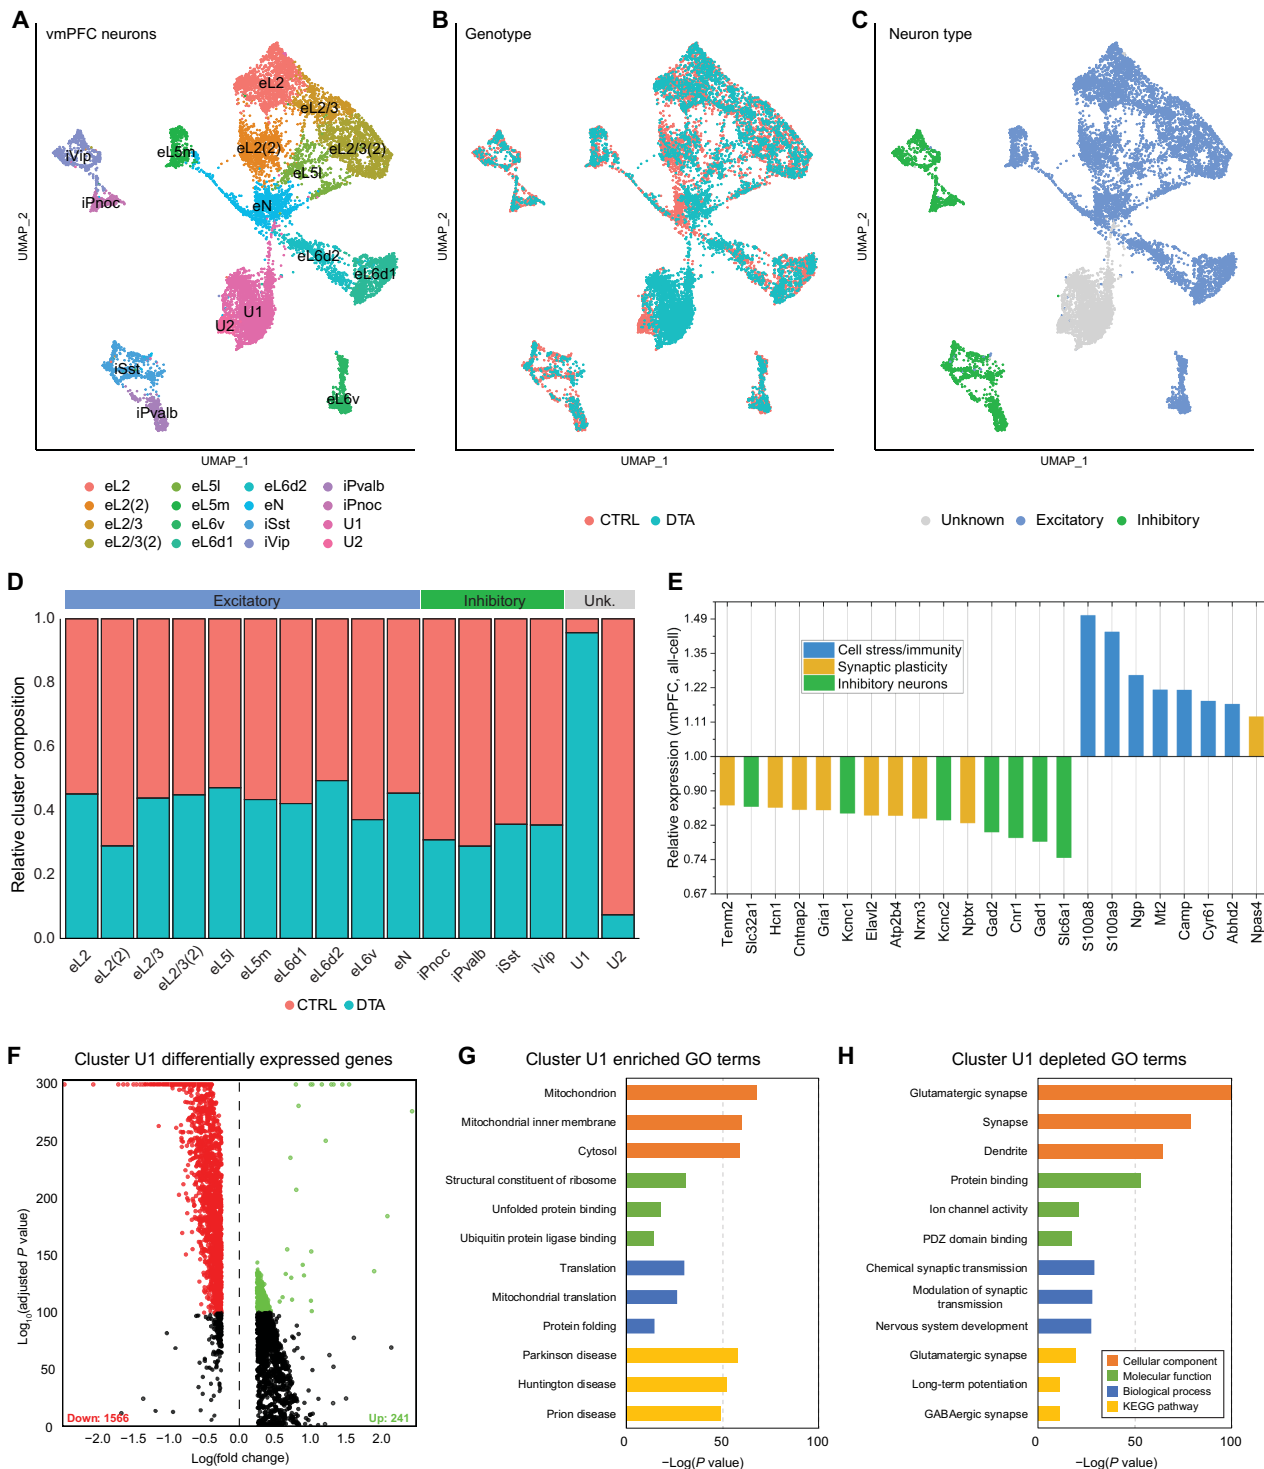 A
vmPFC neurons
eL2
eL2/3
eL2(2)
eL2/3(2)
eL5m
eL5l
iVip
iPnoc
eN
eL6d2
eL6d1
U1
U2
iSst
iPvalb
eL6v
UMAP_2
UMAP_1
eL2
eL2(2)
eL2/3
eL2/3(2)
eL5l
eL5m
eL6v
eL6d1
eL6d2
eN
iSst
iVip
iPvalb
iPnoc
U1
U2
B
Genotype
UMAP_2
UMAP_1
CTRL DTA
C
Neuron type
UMAP_2
UMAP_1
Unknown Excitatory Inhibitory
D
Excitatory Inhibitory Unk.
Relative cluster composition
1.0
0.8
0.6
0.4
0.2
0.0
eL2 eL2(2) eL2/3 eL2/3(2) eL5l eL5m eL6d1 eL6d2 eL6v eN iPnoc iPvalb iSst iVip U1 U2
CTRL DTA
E
Relative expression (vmPFC, all-cell)
1.49
1.35
1.22
1.11
1.00
0.90
0.82
0.74
0.67
Cell stress/immunity
Synaptic plasticity
Inhibitory neurons
Tenm2 Slc32a1 Hcn1 Cntnap2 Gria1 Kcnc1 Elavl2 Atp2b4 Nrxn3 Kcnc2 Nptxr Gad2 Cnr1 Gad1 Slc6a1 S100a8 S100a9 Ngp Mt2 Camp Cyr61 Abhd2 Npas4
F
Cluster U1 differentially expressed genes
Log10(adjusted P value)
300
250
200
150
100
50
0
Down: 1566
Up: 241
−2.0 −1.5 −1.0 −0.5 0.0 0.5 1.0 1.5 2.0
Log(fold change)
G
Cluster U1 enriched GO terms
Mitochondrion
Mitochondrial inner membrane
Cytosol
Structural constituent of ribosome
Unfolded protein binding
Ubiquitin protein ligase binding
Translation
Mitochondrial translation
Protein folding
Parkinson disease
Huntington disease
Prion disease
0 50 100
−Log(P value)
H
Cluster U1 depleted GO terms
Glutamatergic synapse
Synapse
Dendrite
Protein binding
Ion channel activity
PDZ domain binding
Chemical synaptic transmission
Modulation of synaptic
transmission
Nervous system development
Glutamatergic synapse
Long-term potentiation
GABAergic synapse
Cellular component
Molecular function
Biological process
KEGG pathway
0 50 100
−Log(P value)